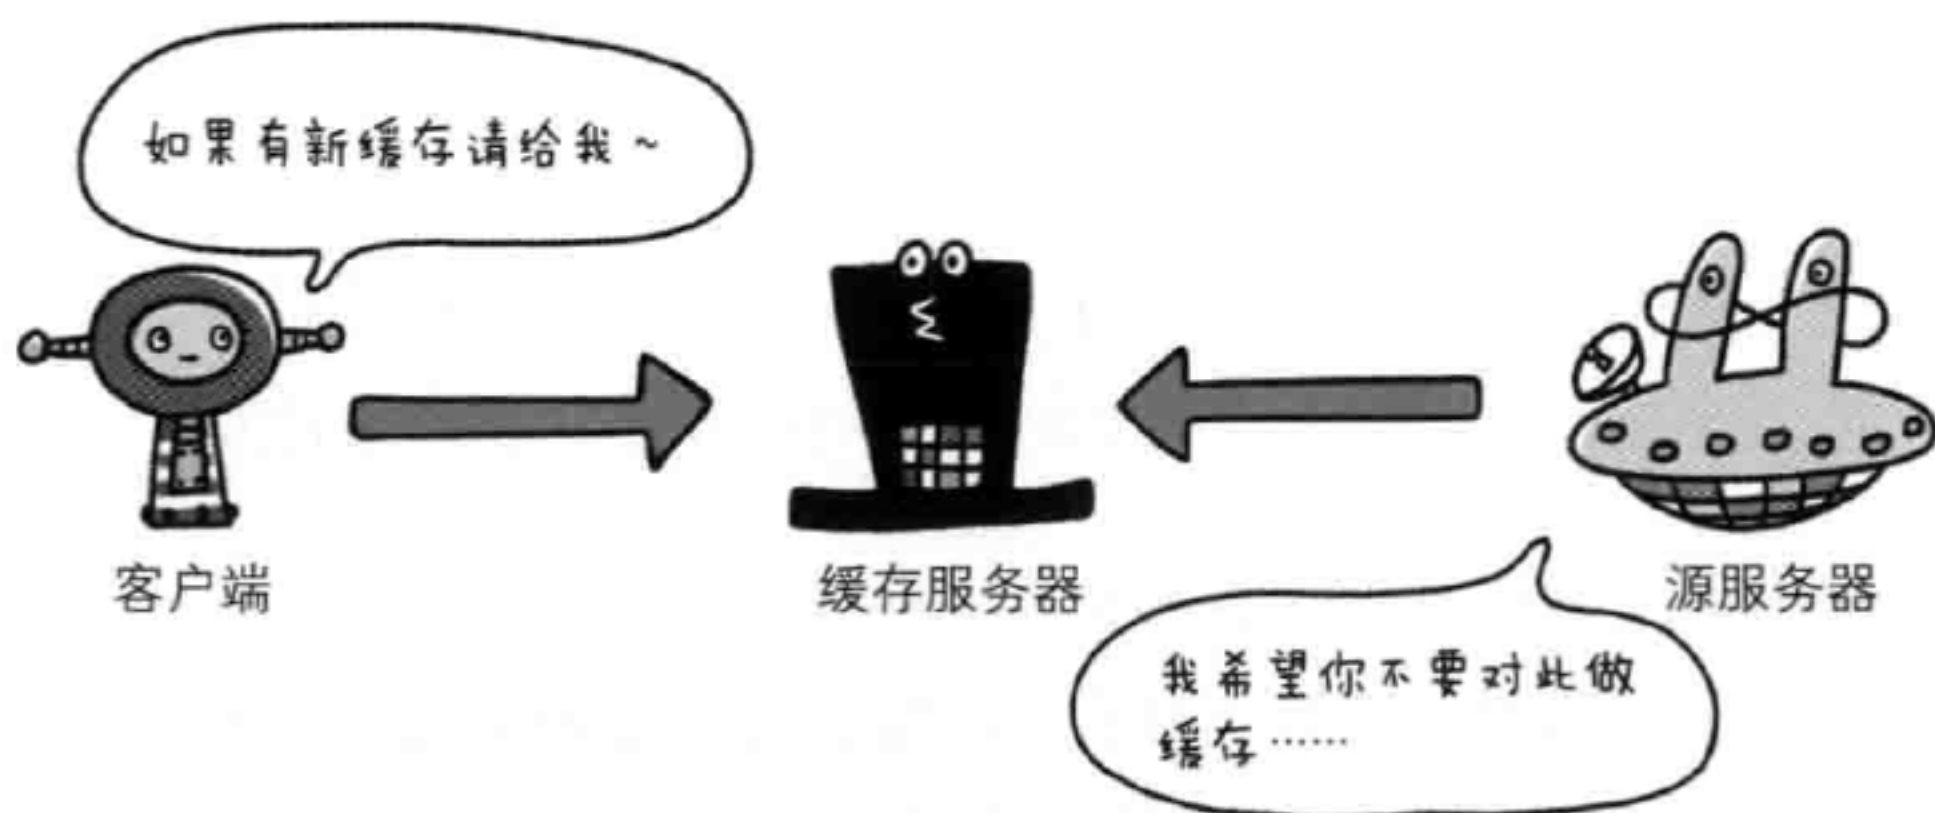 如果有新缓存请给我~
客户端
缓存服务器
源服务器
我希望你不要对此做
缓存……